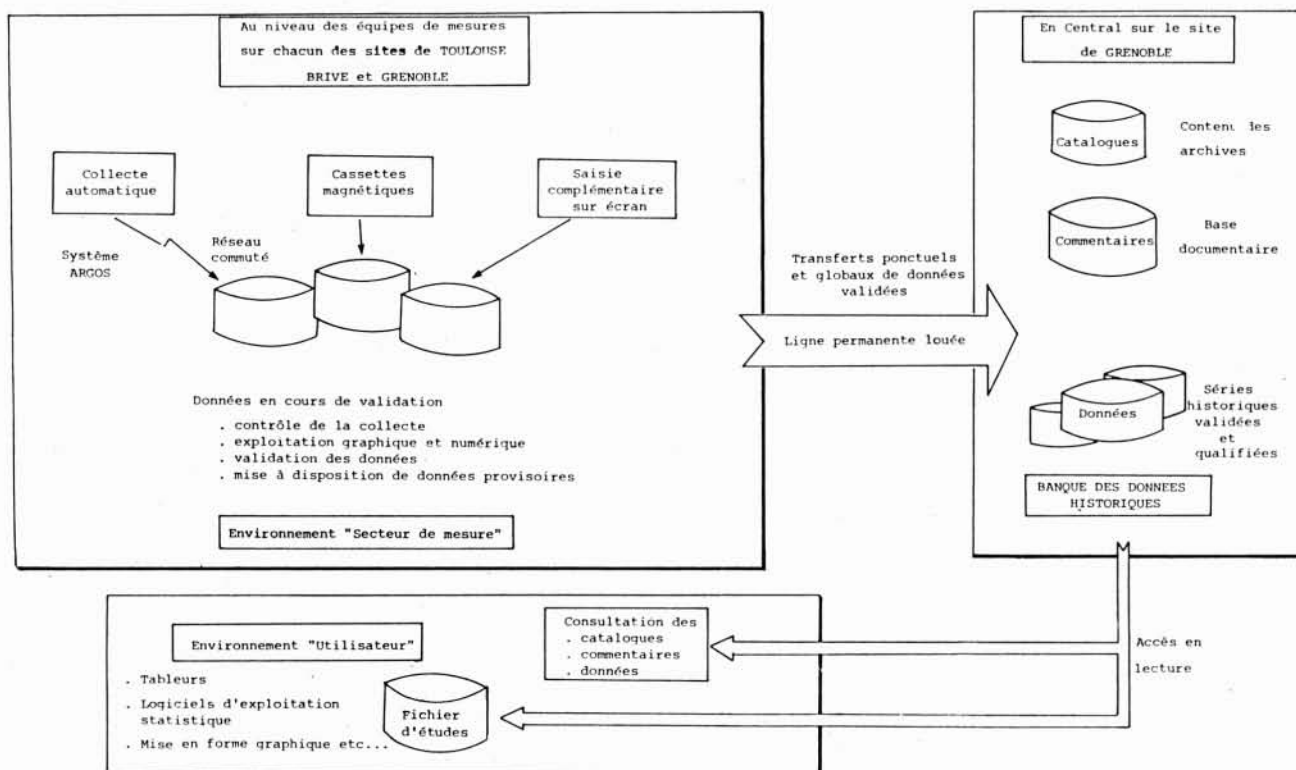 Au niveau des équipes de mesures
sur chacun des sites de TOULOUSE
BRIVE et GRENOBLE
Collecte
automatique
Cassettes
magnétiques
Saisie
complémentaire
sur écran
Système
ARGOS
Réseau
commuté
Données en cours de validation
. contrôle de la collecte
. exploitation graphique et numérique
. validation des données
. mise à disposition de données provisoires
Environnement "Secteur de mesure"
Transferts ponctuels
et globaux de données
validées
Ligne permanente louée
En Central sur le site
de GRENOBLE
Catalogues
Contenu des
archives
Commentaires
Base
documentaire
Données
Séries
historiques
validées
et
qualifiées
BANQUE DES DONNEES
HISTORIQUES
Accès en
lecture
Environnement "Utilisateur"
. Tableurs
. Logiciels d'exploitation
statistique
. Mise en forme graphique etc...
Fichier
d'études
Consultation des
. catalogues
. commentaires
. données